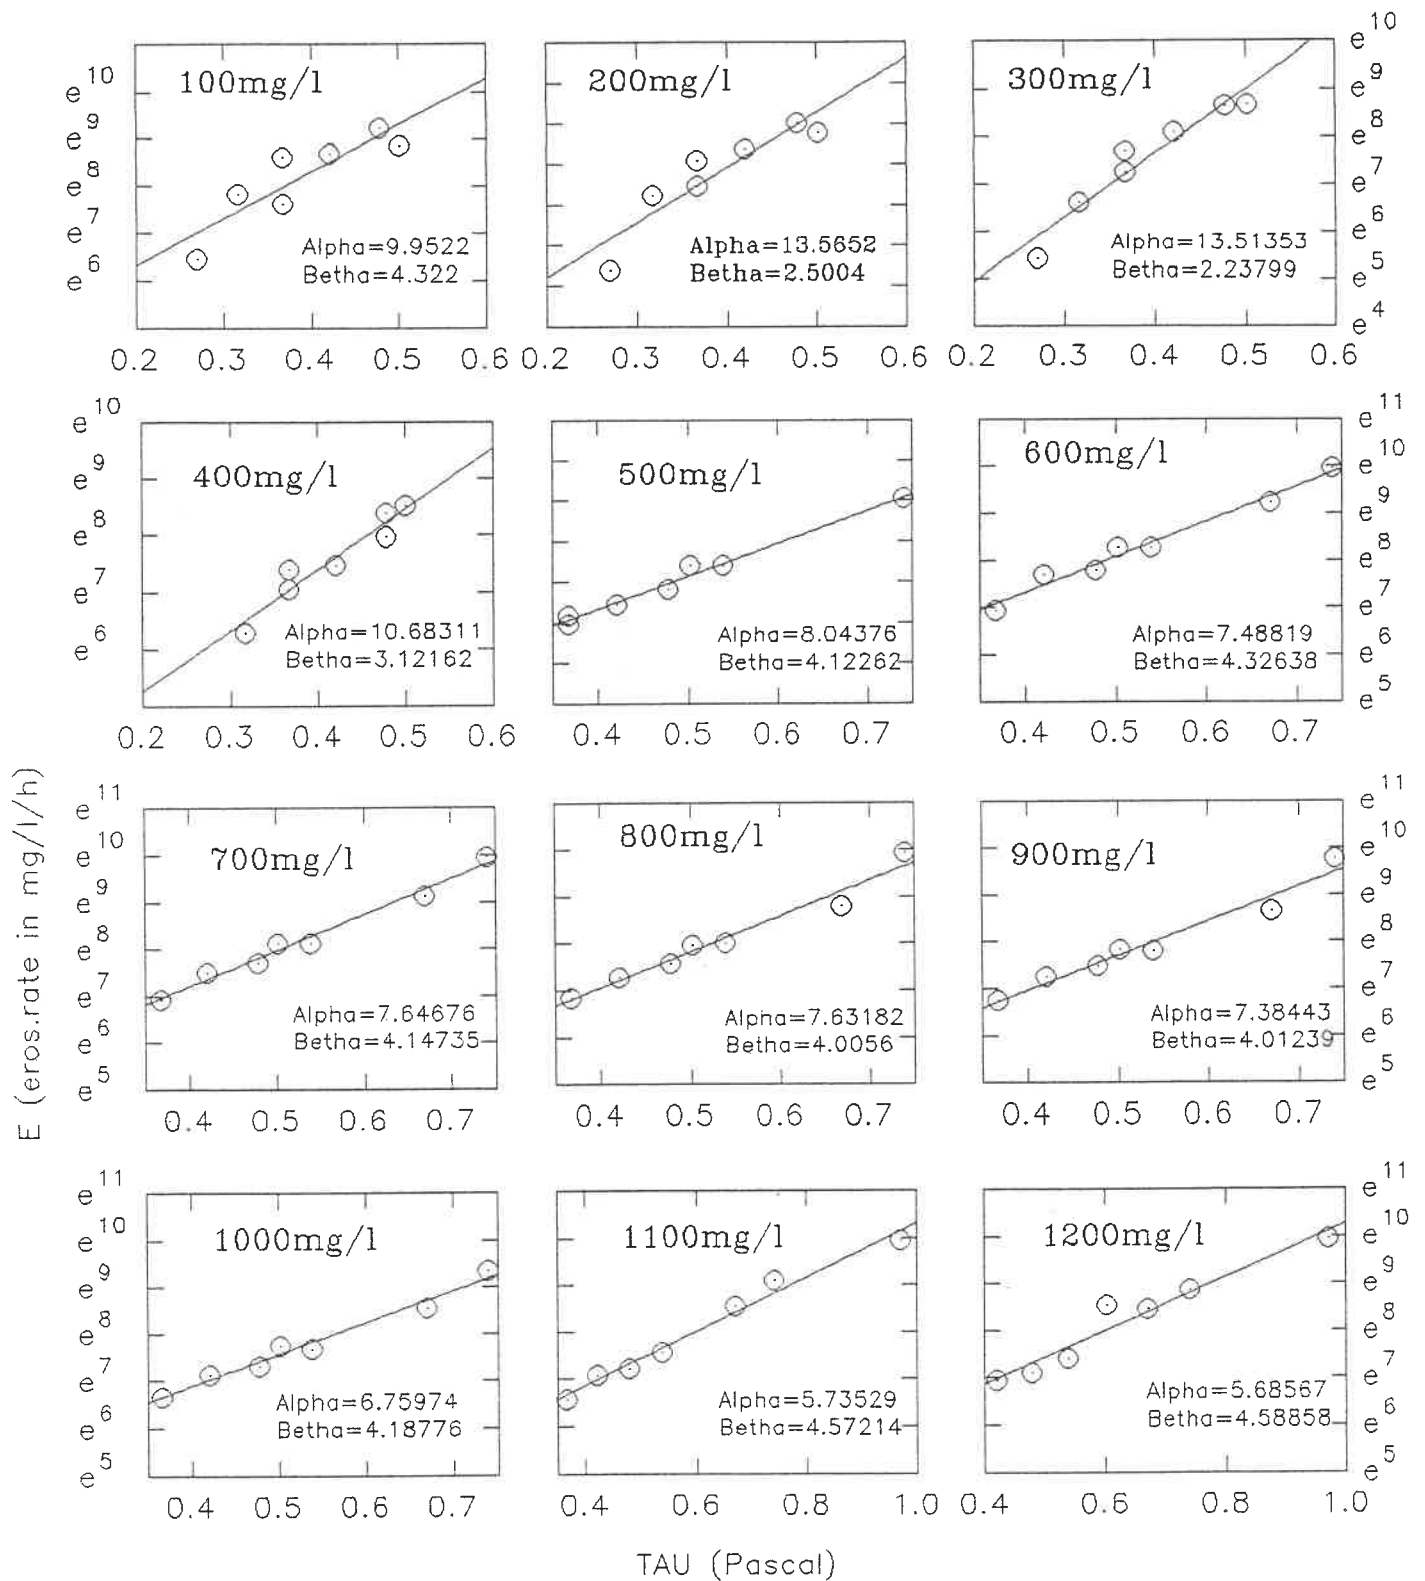 100mg/l
Alpha=9.9522
Betha=4.322
e10
e9
e8
e7
e6
0.2 0.3 0.4 0.5 0.6
200mg/l
Alpha=13.5652
Betha=2.5004
0.2 0.3 0.4 0.5 0.6
300mg/l
Alpha=13.51353
Betha=2.23799
e10
e9
e8
e7
e6
e5
e4
0.2 0.3 0.4 0.5 0.6
400mg/l
Alpha=10.68311
Betha=3.12162
e10
e9
e8
e7
e6
0.2 0.3 0.4 0.5 0.6
500mg/l
Alpha=8.04376
Betha=4.12262
0.4 0.5 0.6 0.7
600mg/l
Alpha=7.48819
Betha=4.32638
e11
e10
e9
e8
e7
e6
e5
0.4 0.5 0.6 0.7
E (eros.rate in mg/l/h)
700mg/l
Alpha=7.64676
Betha=4.14735
e11
e10
e9
e8
e7
e6
e5
0.4 0.5 0.6 0.7
800mg/l
Alpha=7.63182
Betha=4.0056
0.4 0.5 0.6 0.7
900mg/l
Alpha=7.38443
Betha=4.01239
e11
e10
e9
e8
e7
e6
e5
0.4 0.5 0.6 0.7
1000mg/l
Alpha=6.75974
Betha=4.18776
e11
e10
e9
e8
e7
e6
e5
0.4 0.5 0.6 0.7
1100mg/l
Alpha=5.73529
Betha=4.57214
0.4 0.6 0.8 1.0
1200mg/l
Alpha=5.68567
Betha=4.58858
e11
e10
e9
e8
e7
e6
e5
0.4 0.6 0.8 1.0
TAU (Pascal)